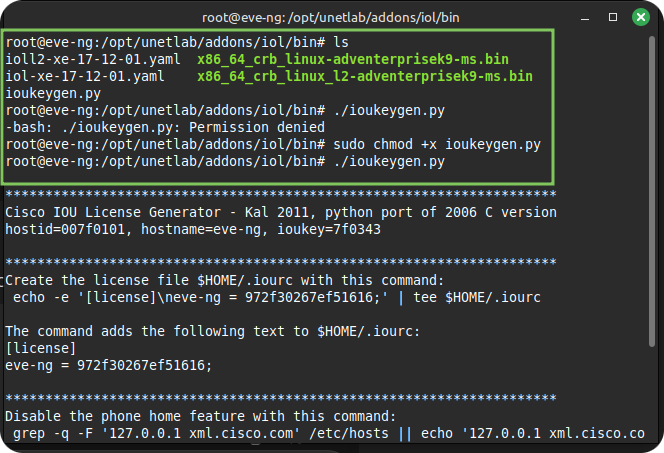 root@eve-ng: /opt/unetlab/addons/iol/bin
root@eve-ng:/opt/unetlab/addons/iol/bin# ls
ioll2-xe-17-12-01.yaml  x86_64_crb_linux-adventerprisek9-ms.bin
iol-xe-17-12-01.yaml    x86_64_crb_linux_l2-adventerprisek9-ms.bin
ioukeygen.py
root@eve-ng:/opt/unetlab/addons/iol/bin# ./ioukeygen.py
-bash: ./ioukeygen.py: Permission denied
root@eve-ng:/opt/unetlab/addons/iol/bin# sudo chmod +x ioukeygen.py
root@eve-ng:/opt/unetlab/addons/iol/bin# ./ioukeygen.py
*********************************************************************
Cisco IOU License Generator - Kal 2011, python port of 2006 C version
hostid=007f0101, hostname=eve-ng, ioukey=7f0343
*********************************************************************
Create the license file $HOME/.iourc with this command:
 echo -e '[license]\neve-ng = 972f30267ef51616;' | tee $HOME/.iourc
The command adds the following text to $HOME/.iourc:
[license]
eve-ng = 972f30267ef51616;
*********************************************************************
Disable the phone home feature with this command:
 grep -q -F '127.0.0.1 xml.cisco.com' /etc/hosts || echo '127.0.0.1 xml.cisco.co